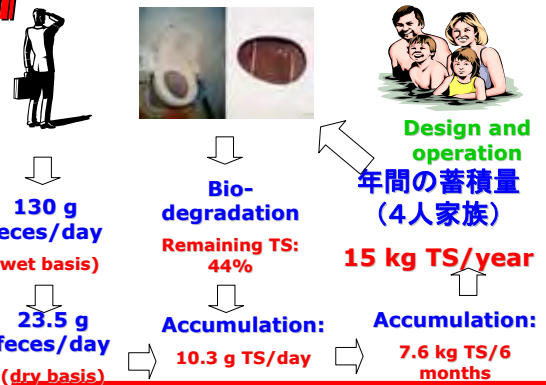 130 g
eces/day
wet basis)
23.5 g
feces/day
(dry basis)
Bio-
degradation
Remaining TS:
44%
Accumulation:
10.3 g TS/day
Design and
operation
年間の蓄積量
（４人家族）
15 kg TS/year
Accumulation:
7.6 kg TS/6
months